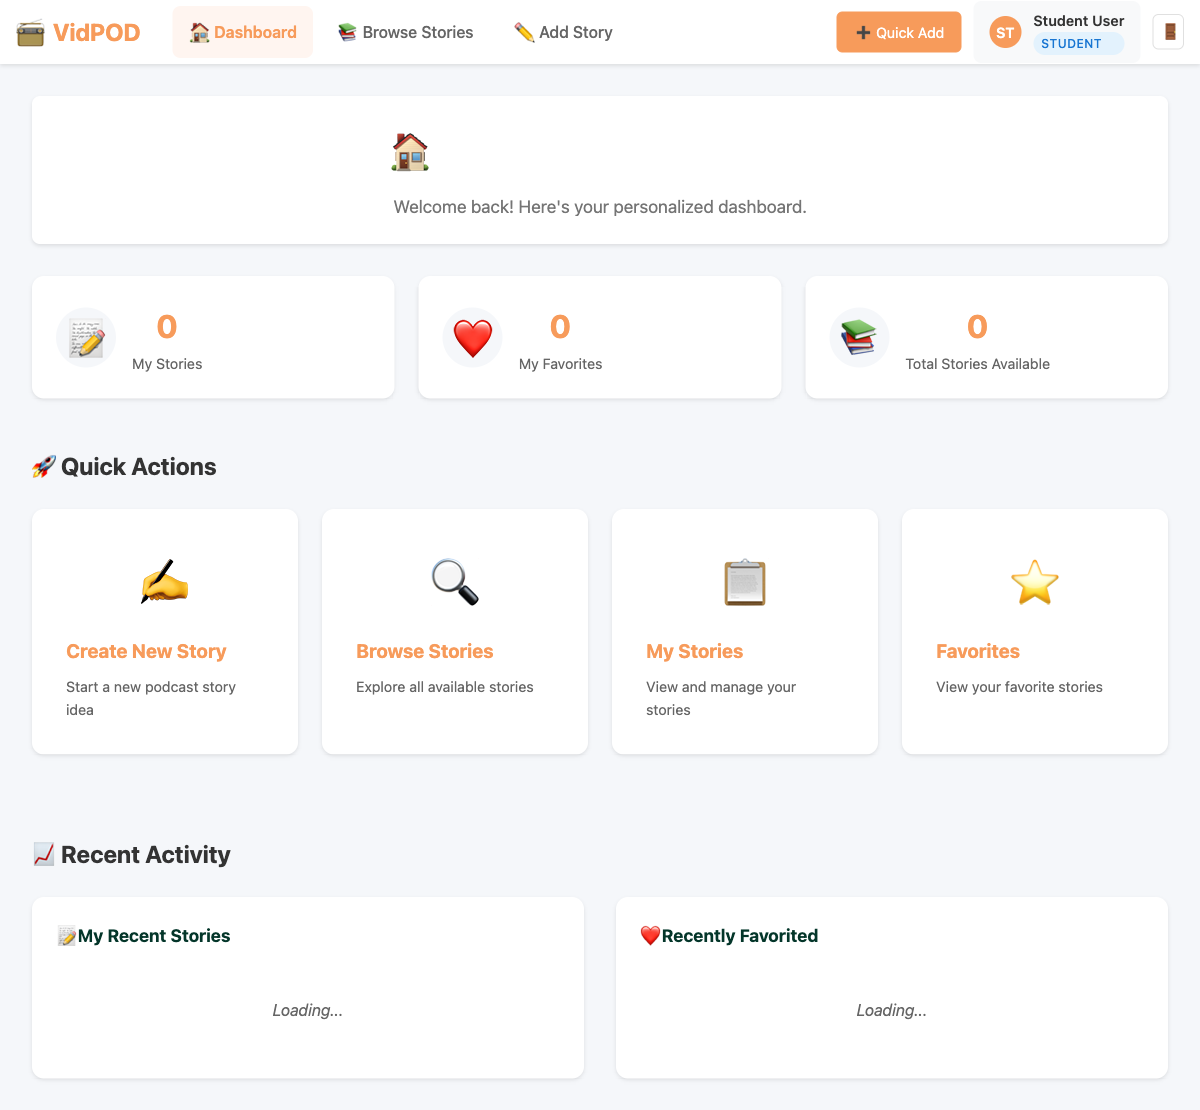 VidPOD
Dashboard
Browse Stories
Add Story
Quick Add
ST
Student User
STUDENT
Welcome back! Here's your personalized dashboard.
0
My Stories
0
My Favorites
0
Total Stories Available
Quick Actions
Create New Story
Start a new podcast story
idea
Browse Stories
Explore all available stories
My Stories
View and manage your
stories
Favorites
View your favorite stories
Recent Activity
My Recent Stories
Loading...
Recently Favorited
Loading...